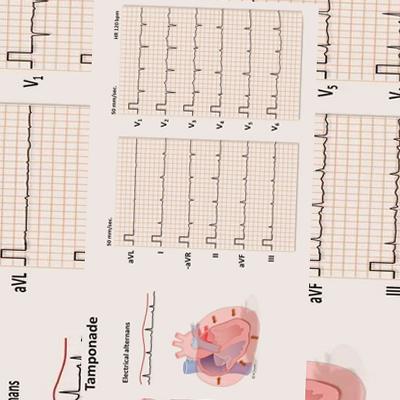 HR 120 bpm
50 mm/sec.
V1
V2
V3
V4
V5
V6
50 mm/sec.
aVL
I
-aVR
II
aVF
III
Electrical alternans
Tamponade
V1
aVL
V5
aVF
III